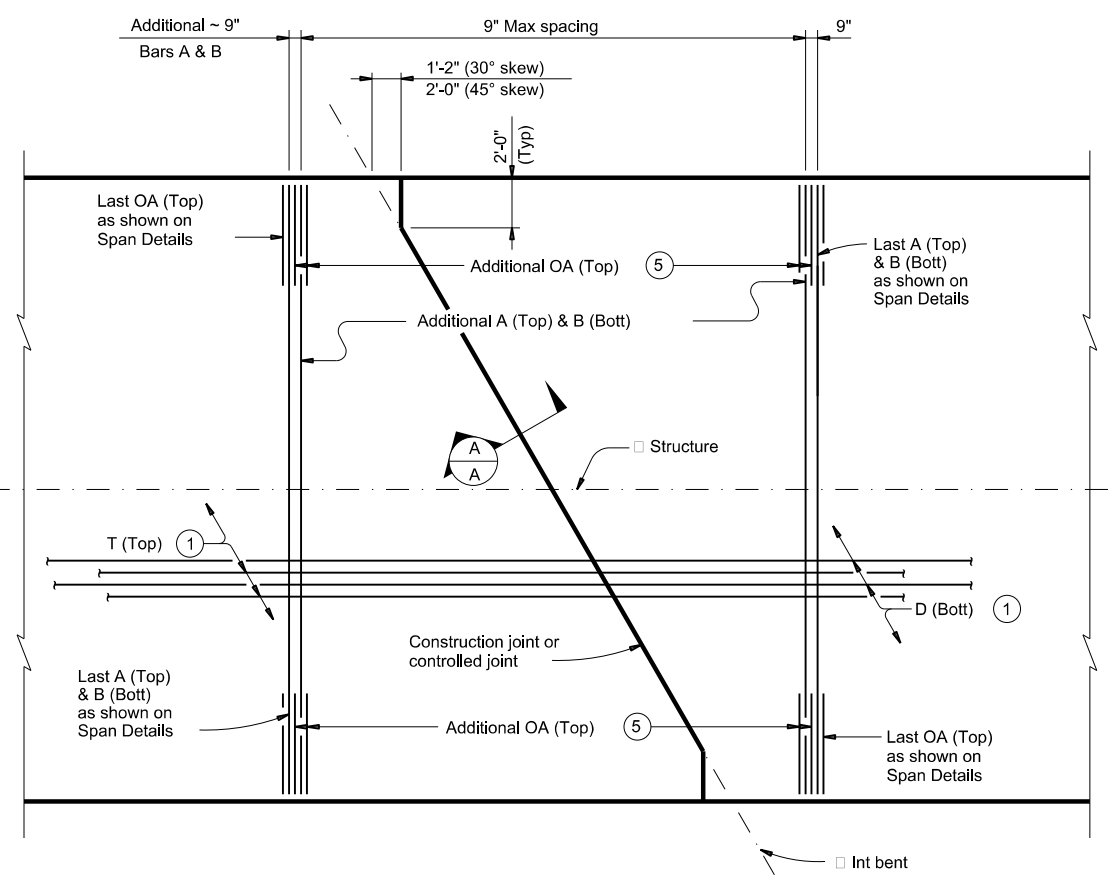 Additional ~ 9"
Bars A & B
9" Max spacing
9"
1'-2" (30° skew)
2'-0" (45° skew)
2'-0"
(Typ)
Last OA (Top)
as shown on
Span Details
Additional OA (Top)
5
Last A (Top)
& B (Bott)
as shown on
Span Details
Additional A (Top) & B (Bott)
A
A
□ Structure
T (Top)
1
D (Bott)
1
Construction joint or
controlled joint
Last A (Top)
& B (Bott)
as shown on
Span Details
Additional OA (Top)
5
Last OA (Top)
as shown on
Span Details
□ Int bent